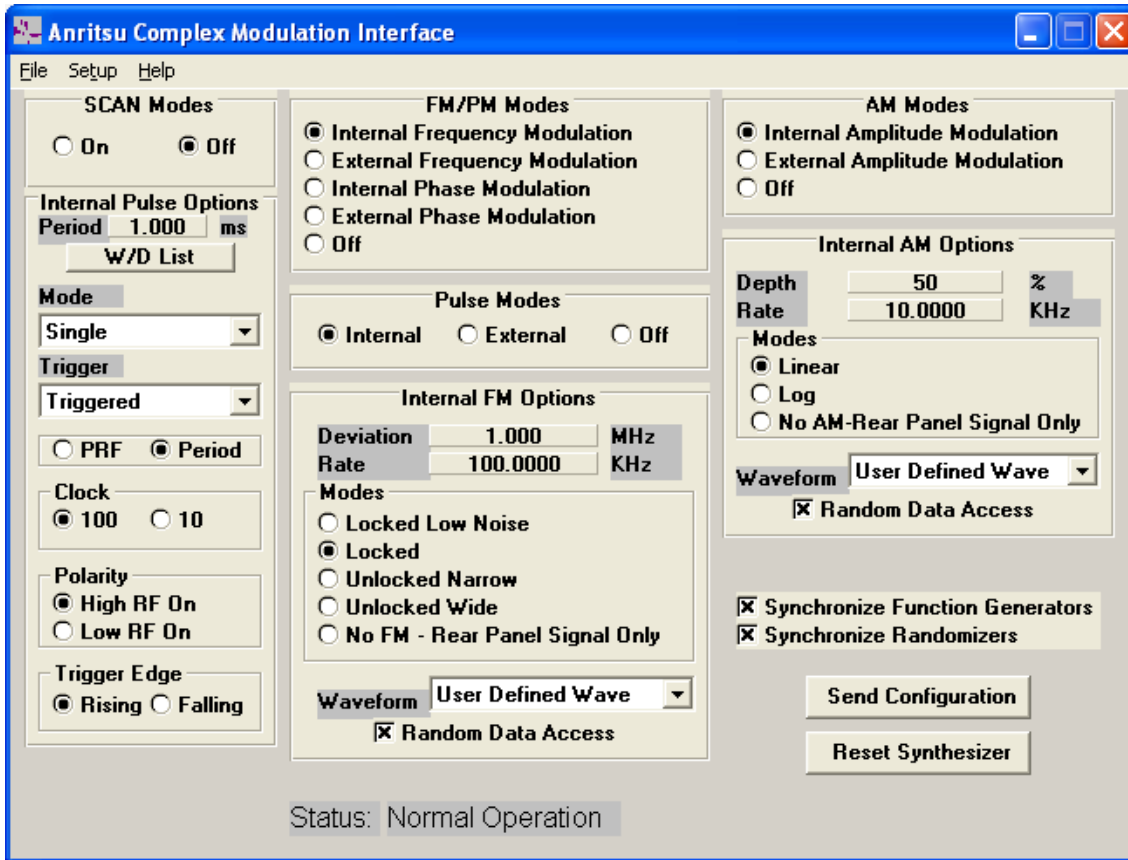 Anritsu Complex Modulation Interface
File Setup Help
SCAN Modes
On Off
Internal Pulse Options
Period 1.000 ms
W/D List
Mode
Single
Trigger
Triggered
PRF Period
Clock
100 10
Polarity
High RF On
Low RF On
Trigger Edge
Rising Falling
FM/PM Modes
Internal Frequency Modulation
External Frequency Modulation
Internal Phase Modulation
External Phase Modulation
Off
Pulse Modes
Internal External Off
Internal FM Options
Deviation 1.000 MHz
Rate 100.0000 KHz
Modes
Locked Low Noise
Locked
Unlocked Narrow
Unlocked Wide
No FM - Rear Panel Signal Only
Waveform User Defined Wave
Random Data Access
AM Modes
Internal Amplitude Modulation
External Amplitude Modulation
Off
Internal AM Options
Depth 50 %
Rate 10.0000 KHz
Modes
Linear
Log
No AM-Rear Panel Signal Only
Waveform User Defined Wave
Random Data Access
Synchronize Function Generators
Synchronize Randomizers
Send Configuration
Reset Synthesizer
Status: Normal Operation